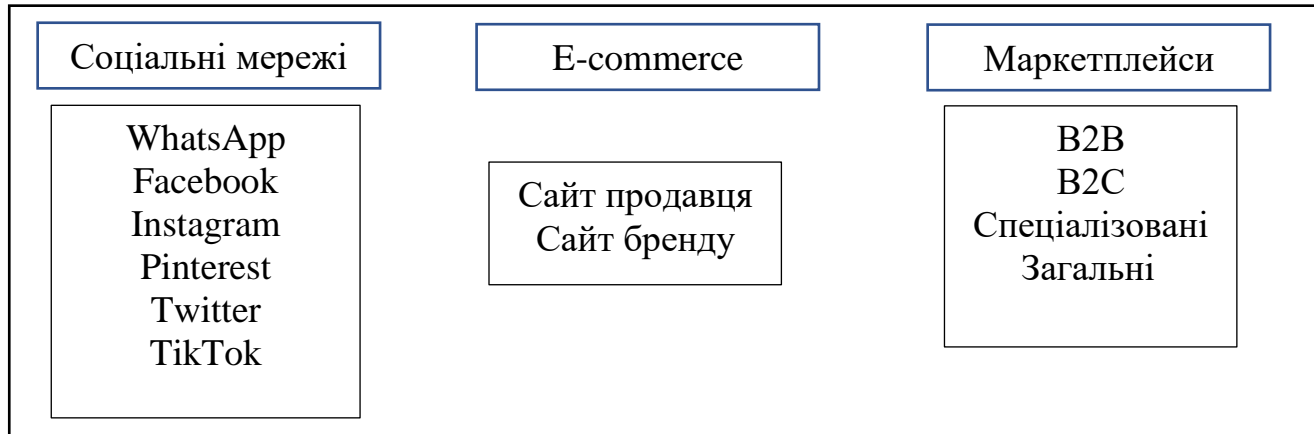 Соціальні мережі
WhatsApp
Facebook
Instagram
Pinterest
Twitter
TikTok
E-commerce
Сайт продавця
Сайт бренду
Маркетплейси
B2B
B2C
Спеціалізовані
Загальні